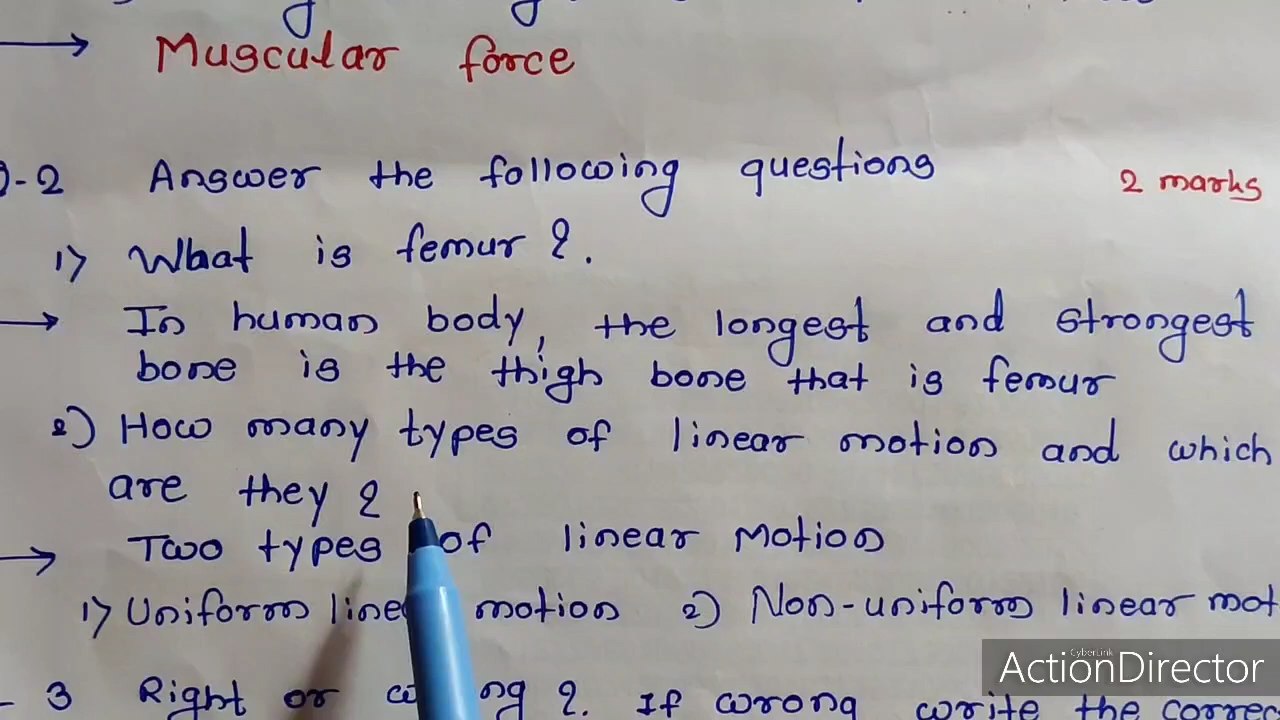 → Muscular force
-2 Answer the following questions 2 marks
1) What is femur?.
→ In human body, the longest and strongest
bone is the thigh bone that is femur
2) How many types of linear motion and which
are they?
→ Two types of linear Motion
1) Uniform motion 2) Non-uniform linear mot
- 3 Right or ?. If wrong write the correc
CyberLink
ActionDirector